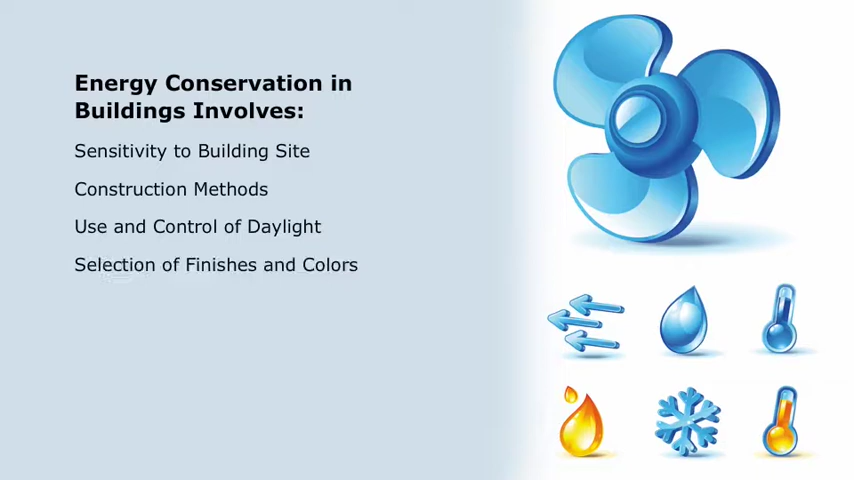 Energy Conservation in
Buildings Involves:
Sensitivity to Building Site
Construction Methods
Use and Control of Daylight
Selection of Finishes and Colors